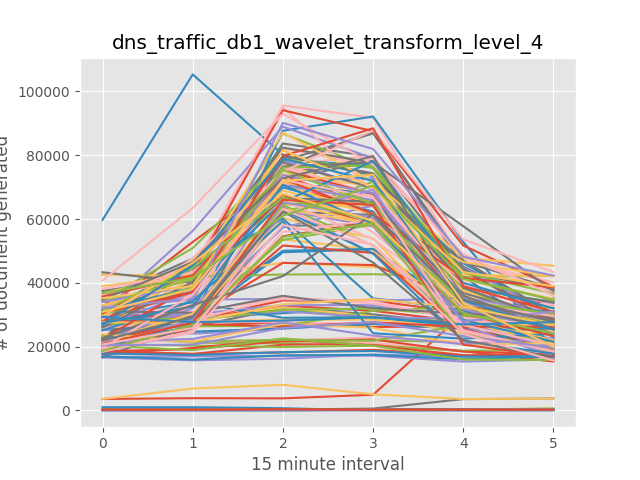 dns_traffic_db1_wavelet_transform_level_4
# of document generated
100000
80000
60000
40000
20000
0
0 1 2 3 4 5
15 minute interval